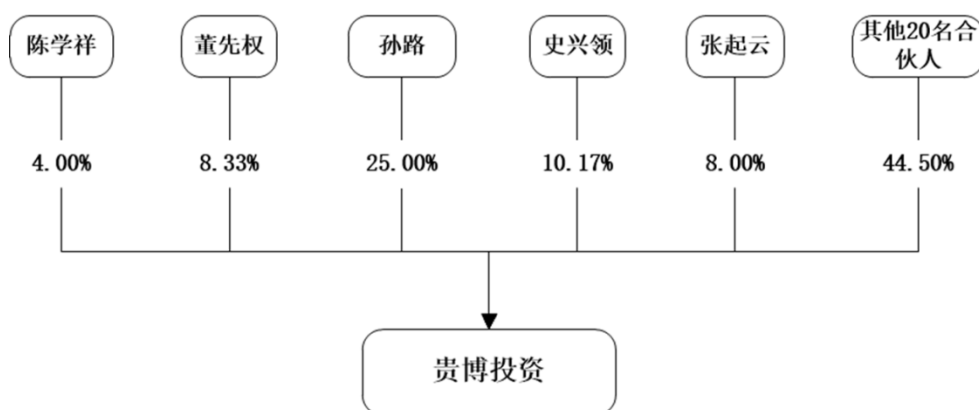 陈学祥
董先权
孙路
史兴领
张起云
其他20名合
伙人
4.00%
8.33%
25.00%
10.17%
8.00%
44.50%
贵博投资